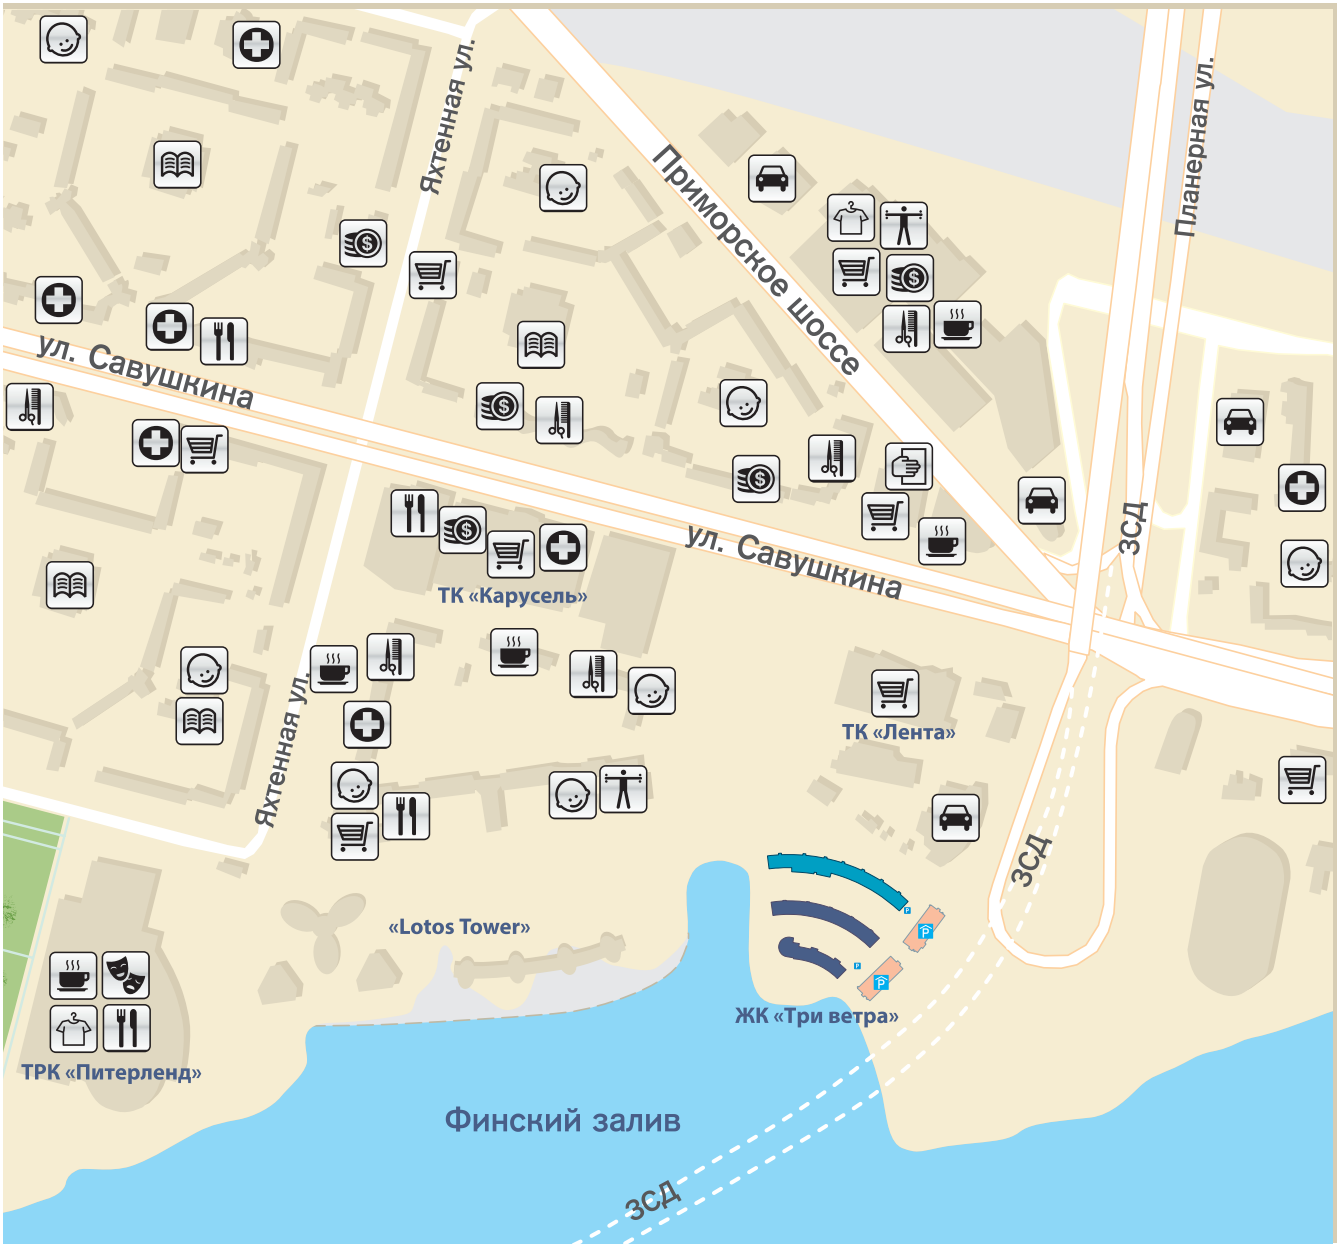 Яхтенная ул.
Планерная ул.
Приморское шоссе
ул. Савушкина
ул. Савушкина
ЗСД
ТК «Карусель»
Яхтенная ул.
ТК «Лента»
ЗСД
«Lotos Tower»
P
P
P
P
ЖК «Три ветра»
ТРК «Питерленд»
Финский залив
ЗСД